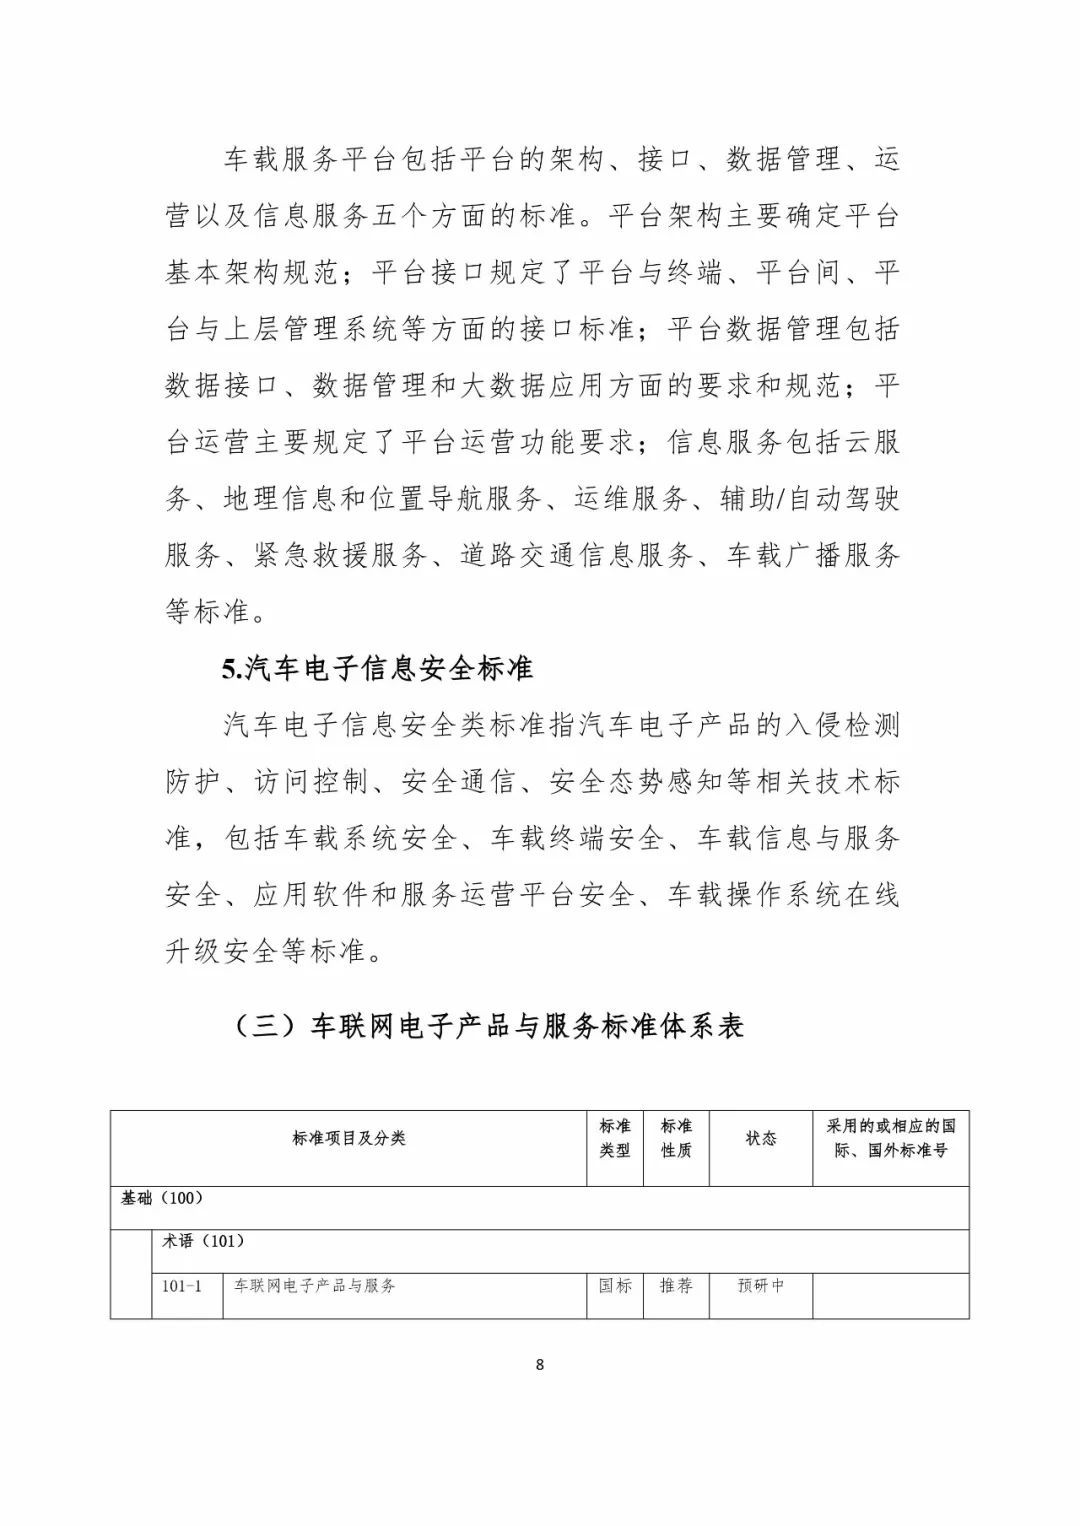 车载服务平台包括平台的架构、接口、数据管理、运
营以及信息服务五个方面的标准。平台架构主要确定平台
基本架构规范；平台接口规定了平台与终端、平台间、平
台与上层管理系统等方面的接口标准；平台数据管理包括
数据接口、数据管理和大数据应用方面的要求和规范；平
台运营主要规定了平台运营功能要求；信息服务包括云服
务、地理信息和位置导航服务、运维服务、辅助/自动驾驶
服务、紧急救援服务、道路交通信息服务、车载广播服务
等标准。
5.汽车电子信息安全标准
汽车电子信息安全类标准指汽车电子产品的入侵检测
防护、访问控制、安全通信、安全态势感知等相关技术标
准，包括车载系统安全、车载终端安全、车载信息与服务
安全、应用软件和服务运营平台安全、车载操作系统在线
升级安全等标准。
（三）车联网电子产品与服务标准体系表
标准项目及分类 标准类型 标准性质 状态 采用的或相应的国际、国外标准号
基础（100）
术语（101）
101-1 车联网电子产品与服务 国标 推荐 预研中
8